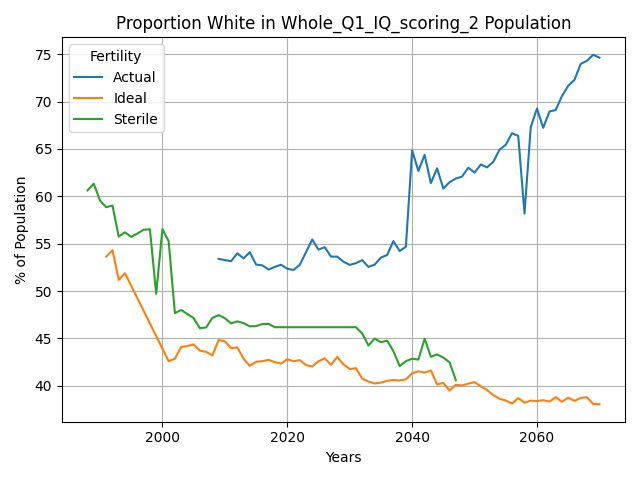 Proportion White in Whole_Q1_IQ_scoring_2 Population
Fertility
Actual
Ideal
Sterile
% of Population
75
70
65
60
55
50
45
40
2000
2020
2040
2060
Years